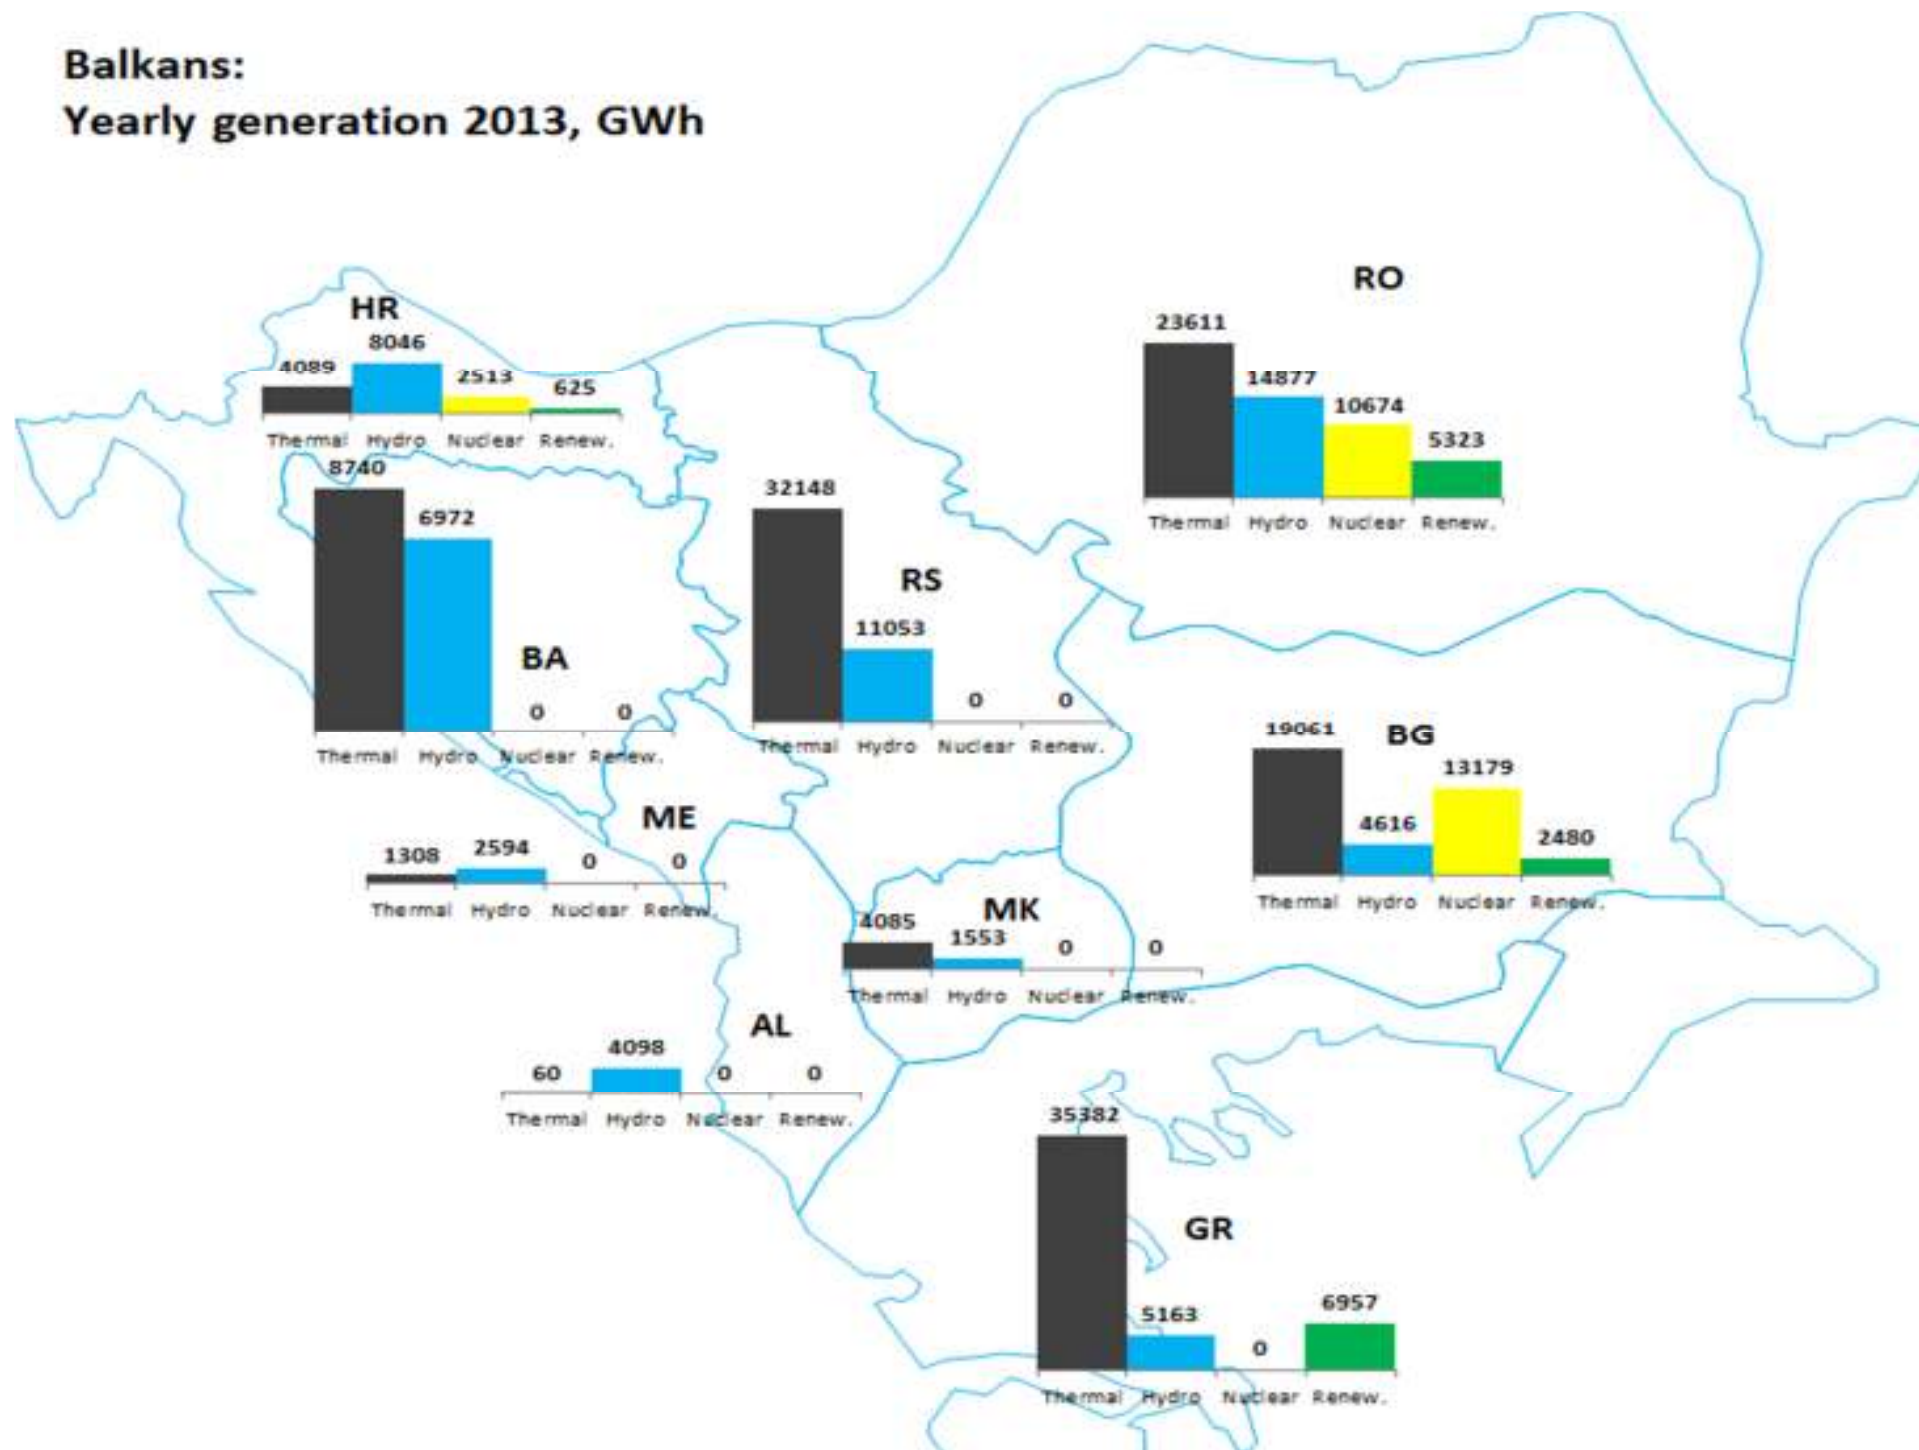 Balkans:
Yearly generation 2013, GWh
HR
4089 8046 2513 625
Thermal Hydro Nuclear Renew.
RO
23611 14877 10674 5323
Thermal Hydro Nuclear Renew.
BA
8740 6972 0 0
Thermal Hydro Nuclear Renew.
RS
32148 11053 0 0
Thermal Hydro Nuclear Renew.
BG
19061 4616 13179 2480
Thermal Hydro Nuclear Renew.
ME
1308 2594 0 0
Thermal Hydro Nuclear Renew.
MK
4085 1553 0 0
Thermal Hydro Nuclear Renew.
AL
60 4098 0 0
Thermal Hydro Nuclear Renew.
GR
35382 5163 0 6957
Thermal Hydro Nuclear Renew.